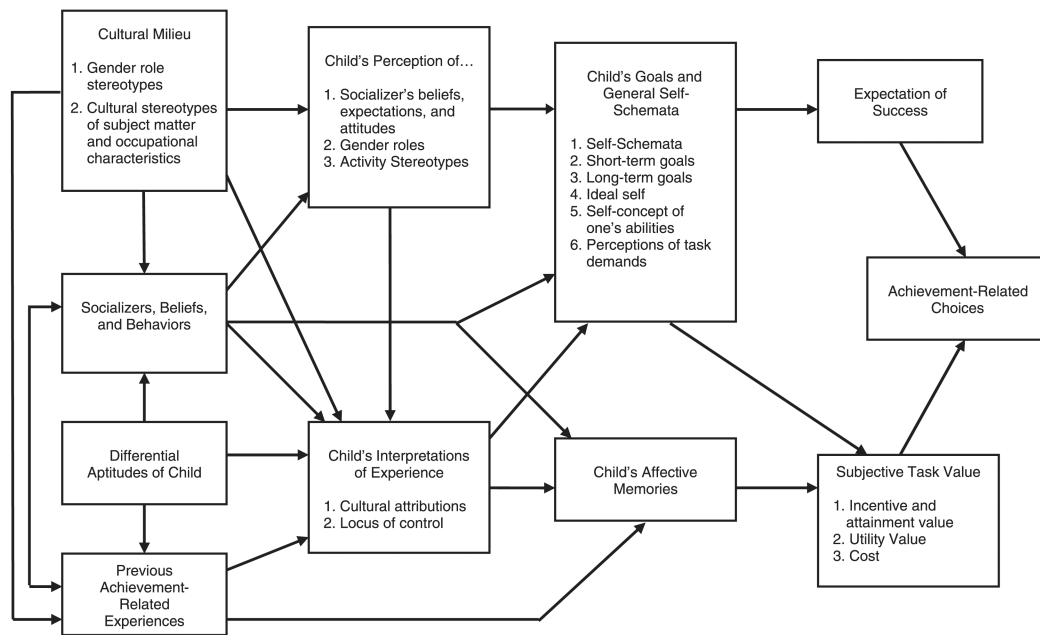 Cultural Milieu
1. Gender role
stereotypes
2. Cultural stereotypes
of subject matter
and occupational
characteristics
Child's Perception of…
1. Socializer's beliefs,
expectations, and
attitudes
2. Gender roles
3. Activity Stereotypes
Child's Goals and
General Self-
Schemata
1. Self-Schemata
2. Short-term goals
3. Long-term goals
4. Ideal self
5. Self-concept of
one's abilities
6. Perceptions of task
demands
Expectation of
Success
Socializers, Beliefs,
and Behaviors
Achievement-Related
Choices
Differential
Aptitudes of Child
Child's Interpretations
of Experience
1. Cultural attributions
2. Locus of control
Child's Affective
Memories
Subjective Task Value
1. Incentive and
attainment value
2. Utility Value
3. Cost
Previous
Achievement-
Related
Experiences